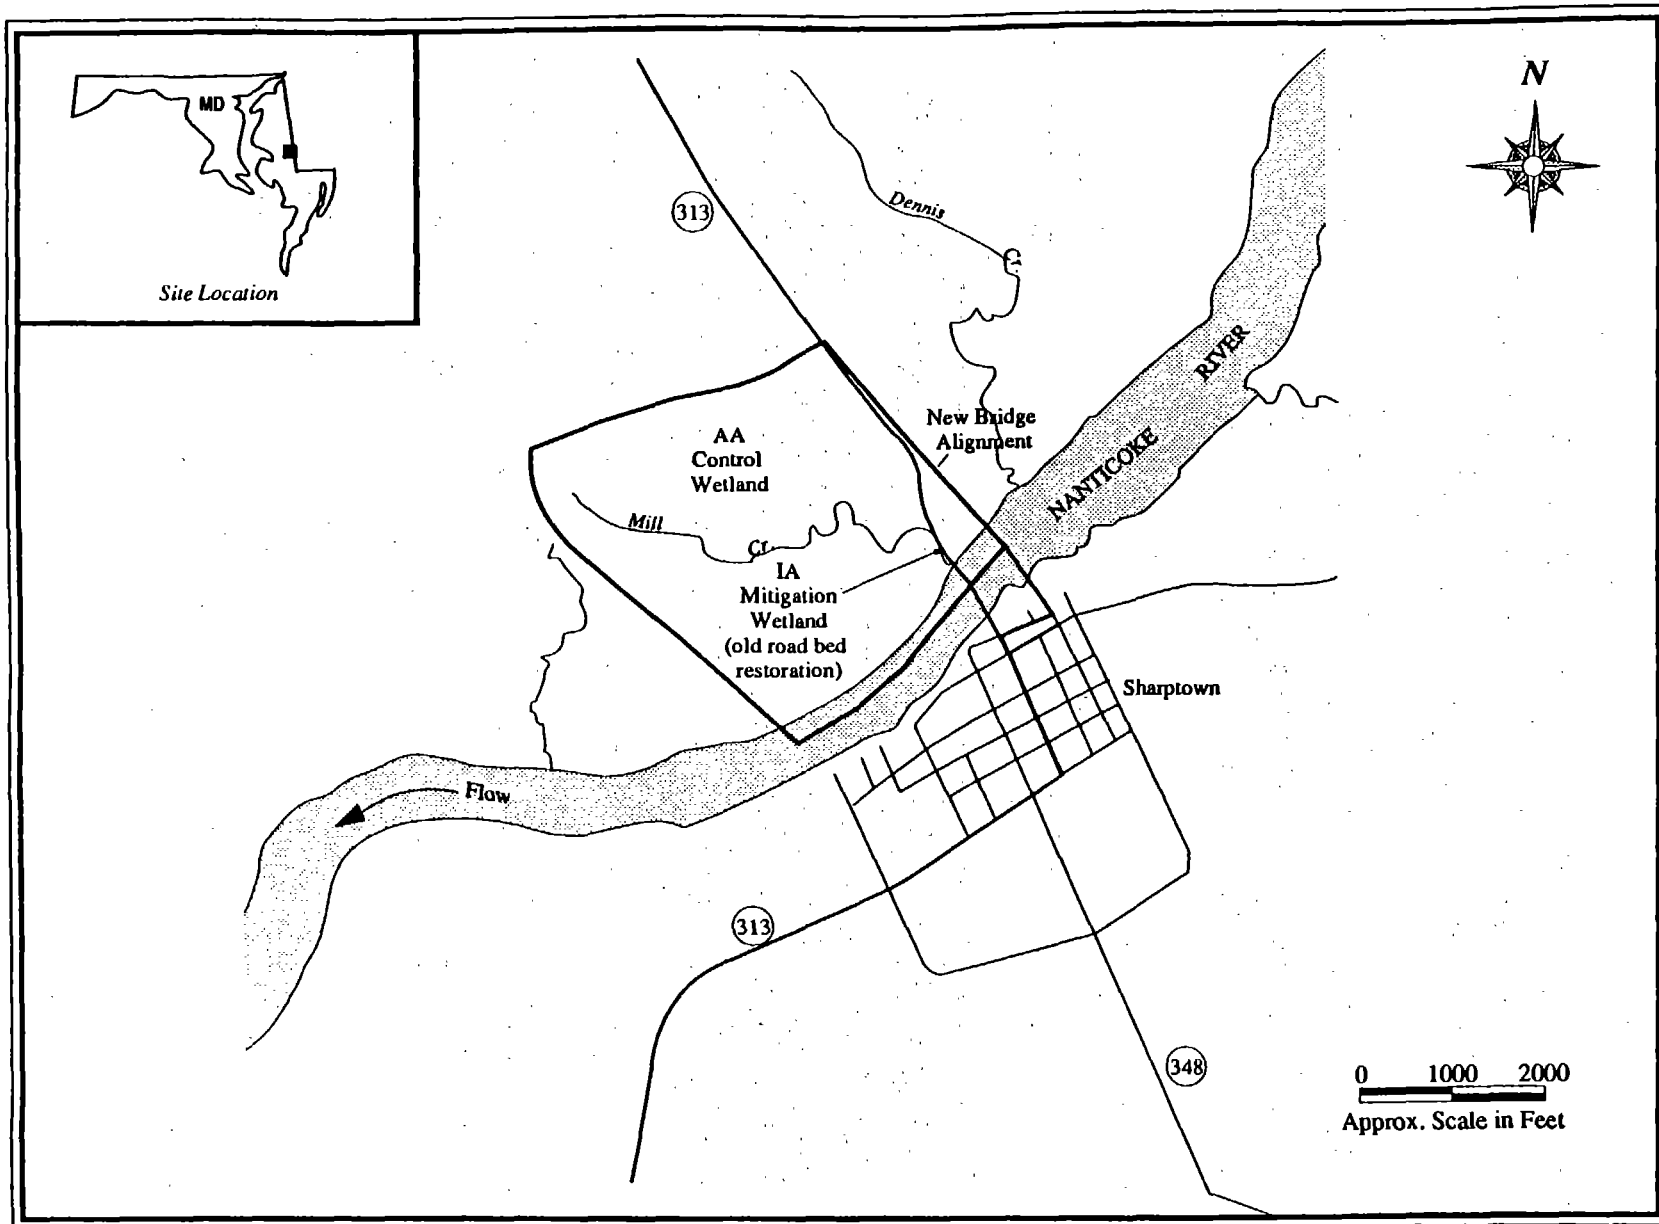 MD
Site Location
N
313
Dennis
Cr.
RIVER
NANTICOKE
New Bridge
Alignment
AA
Control
Wetland
Mill
Cr.
IA
Mitigation
Wetland
(old road bed
restoration)
Sharptown
Flow
313
348
0 1000 2000
Approx. Scale in Feet